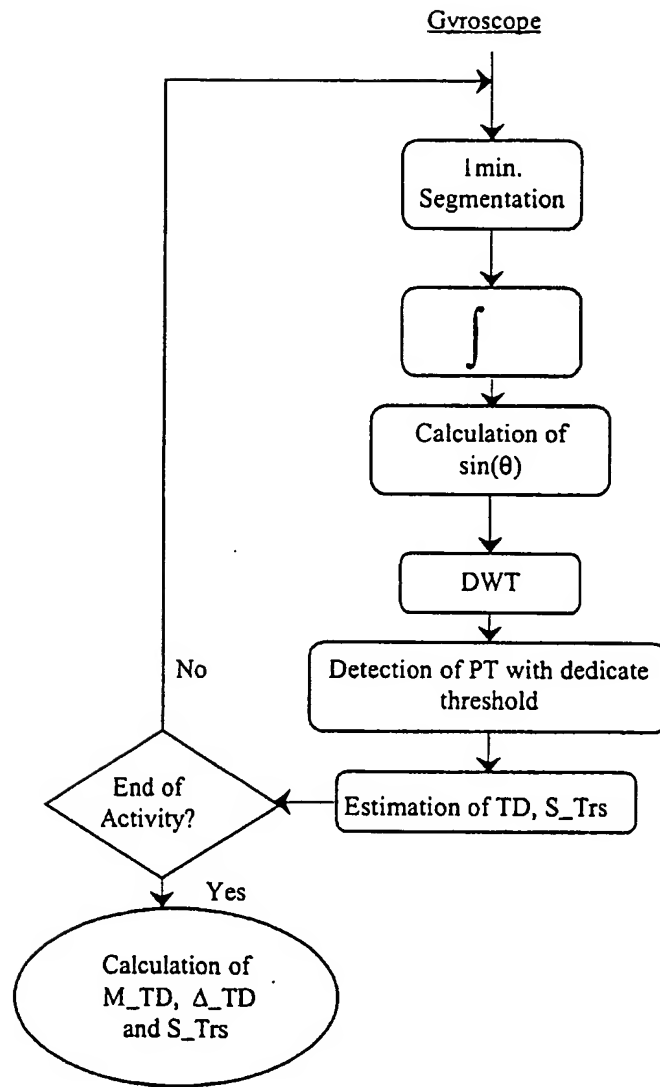 Gyroscope
1min.
Segmentation
∫
Calculation of
sin(θ)
DWT
Detection of PT with dedicate
threshold
Estimation of TD, S_Trs
End of
Activity?
No
Yes
Calculation of
M_TD, Δ_TD
and S_Trs